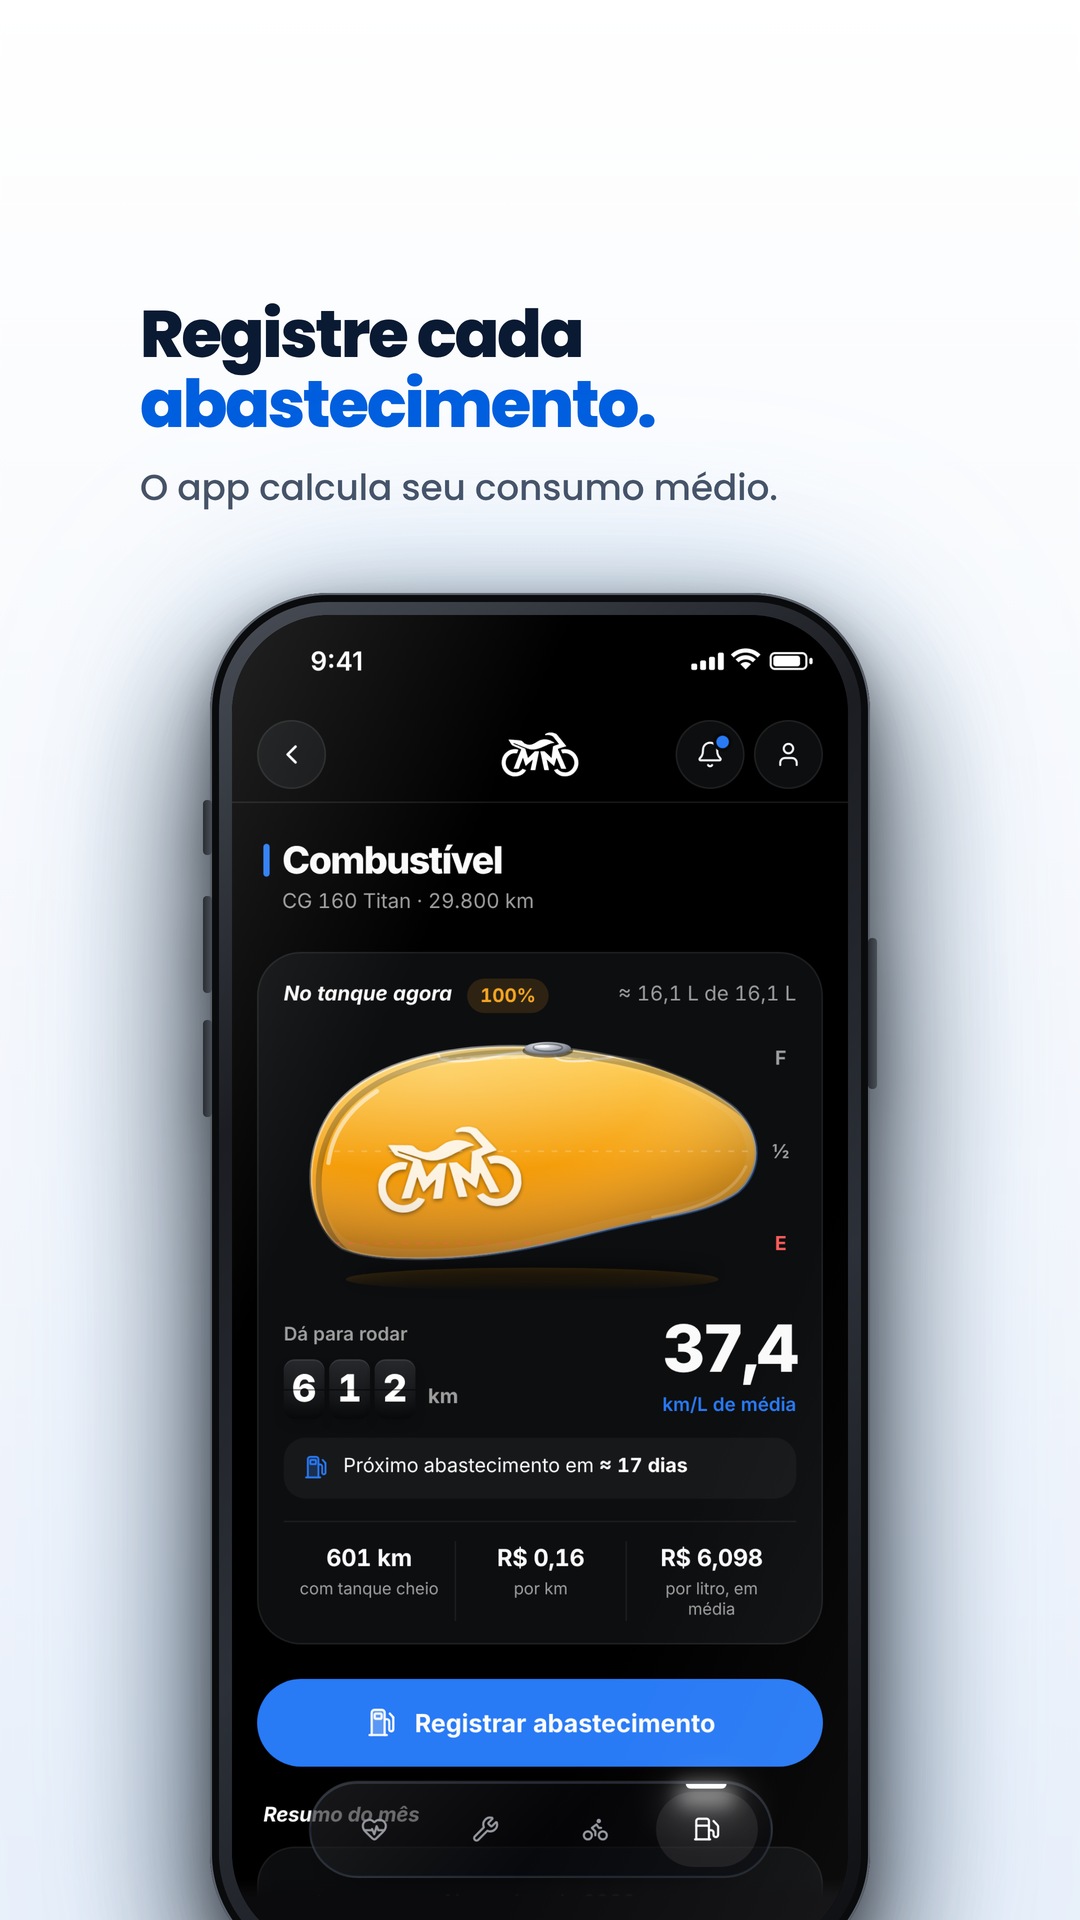 Registre cada
abastecimento.
O app calcula seu consumo médio.
9:41
MM
Combustível
CG 160 Titan · 29.800 km
No tanque agora 100% ≈ 16,1 L de 16,1 L
F
MM
½
E
Dá para rodar
612 km
37,4
km/L de média
Próximo abastecimento em ≈ 17 dias
601 km
com tanque cheio
R$ 0,16
por km
R$ 6,098
por litro, em
média
Registrar abastecimento
Resumo do mês